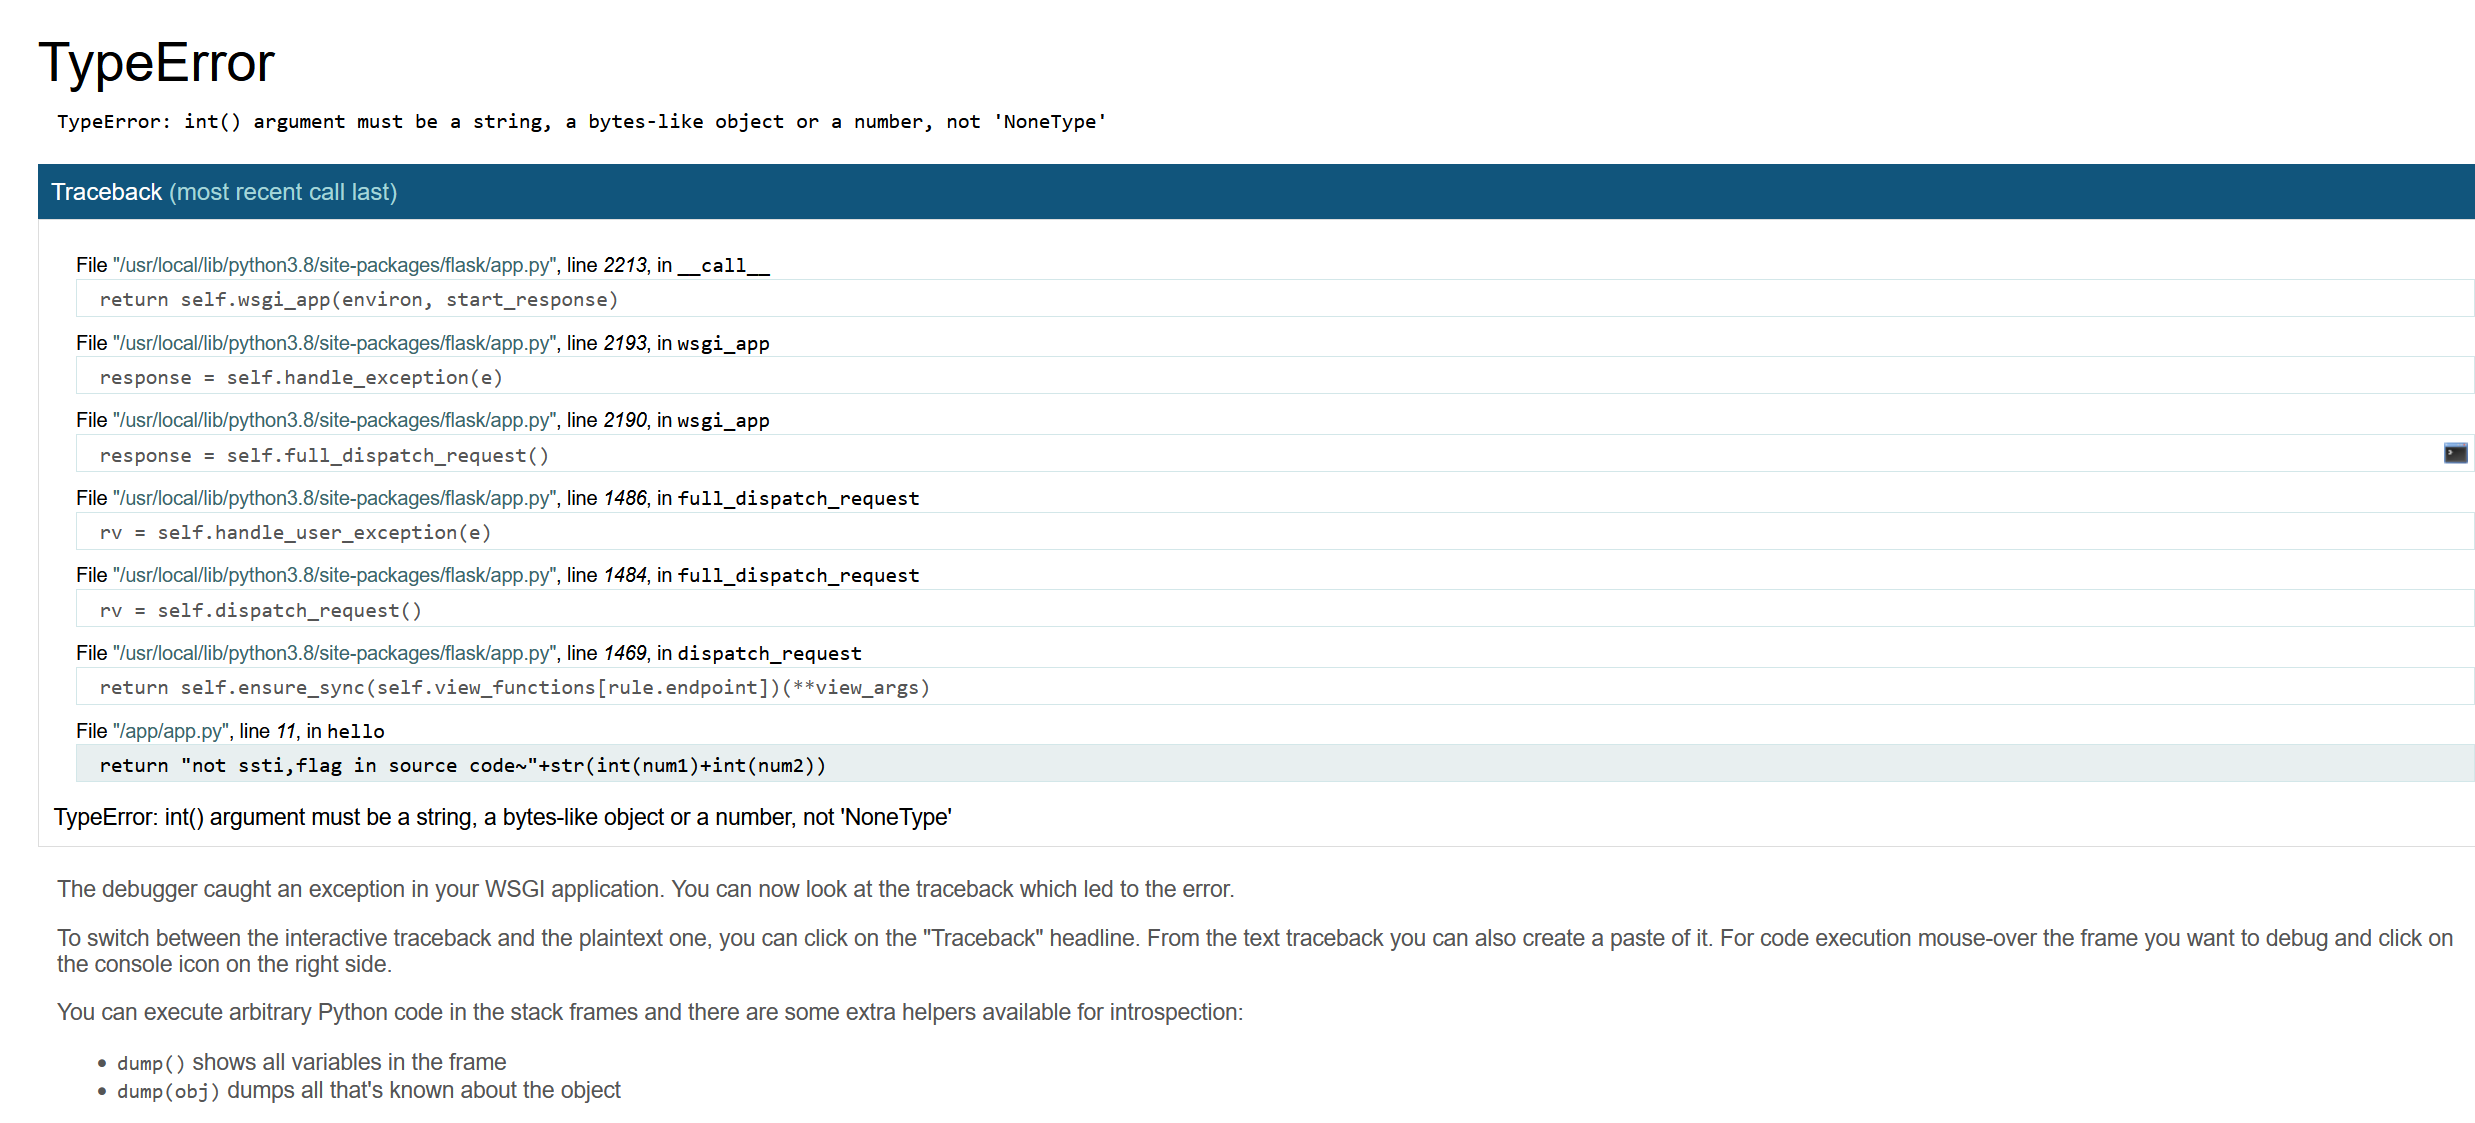 TypeError
TypeError: int() argument must be a string, a bytes-like object or a number, not 'NoneType'
Traceback (most recent call last)
File "/usr/local/lib/python3.8/site-packages/flask/app.py", line 2213, in __call__
return self.wsgi_app(environ, start_response)
File "/usr/local/lib/python3.8/site-packages/flask/app.py", line 2193, in wsgi_app
response = self.handle_exception(e)
File "/usr/local/lib/python3.8/site-packages/flask/app.py", line 2190, in wsgi_app
response = self.full_dispatch_request()
File "/usr/local/lib/python3.8/site-packages/flask/app.py", line 1486, in full_dispatch_request
rv = self.handle_user_exception(e)
File "/usr/local/lib/python3.8/site-packages/flask/app.py", line 1484, in full_dispatch_request
rv = self.dispatch_request()
File "/usr/local/lib/python3.8/site-packages/flask/app.py", line 1469, in dispatch_request
return self.ensure_sync(self.view_functions[rule.endpoint])(**view_args)
File "/app/app.py", line 11, in hello
return "not ssti,flag in source code~"+str(int(num1)+int(num2))
TypeError: int() argument must be a string, a bytes-like object or a number, not 'NoneType'
The debugger caught an exception in your WSGI application. You can now look at the traceback which led to the error.
To switch between the interactive traceback and the plaintext one, you can click on the "Traceback" headline. From the text traceback you can also create a paste of it. For code execution mouse-over the frame you want to debug and click on
the console icon on the right side.
You can execute arbitrary Python code in the stack frames and there are some extra helpers available for introspection:
• dump() shows all variables in the frame
• dump(obj) dumps all that's known about the object